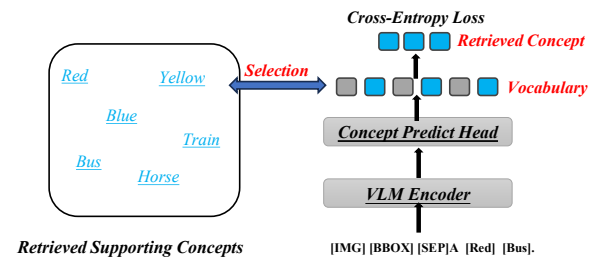 Cross-Entropy Loss
Retrieved Concept
Red
Yellow
Selection
Vocabulary
Blue
Train
Concept Predict Head
Bus
Horse
VLM Encoder
Retrieved Supporting Concepts
[IMG] [BBOX] [SEP]A [Red] [Bus].